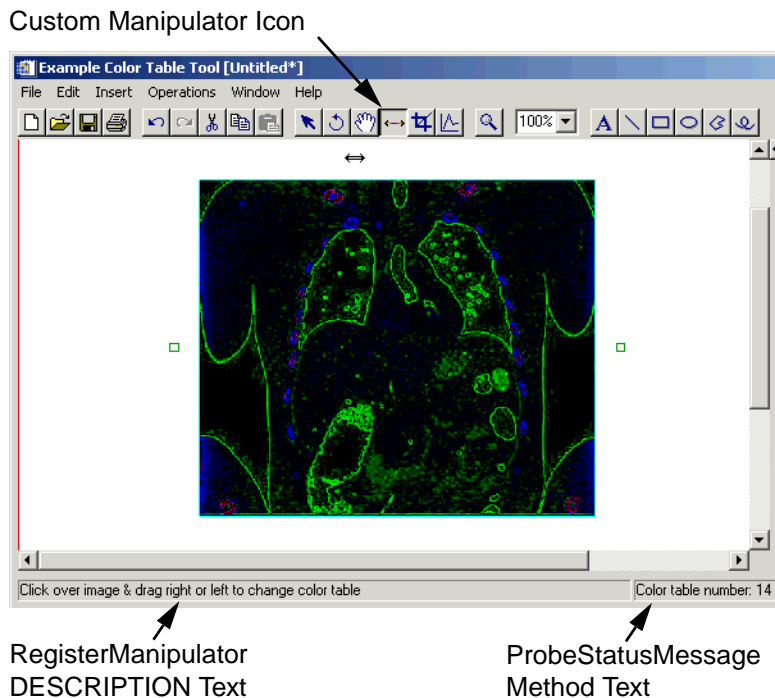 Custom Manipulator Icon
Example Color Table Tool [Untitled*]
File Edit Insert Operations Window Help
100%
A
Click over image & drag right or left to change color table
Color table number: 14
RegisterManipulator
DESCRIPTION Text
ProbeStatusMessage
Method Text